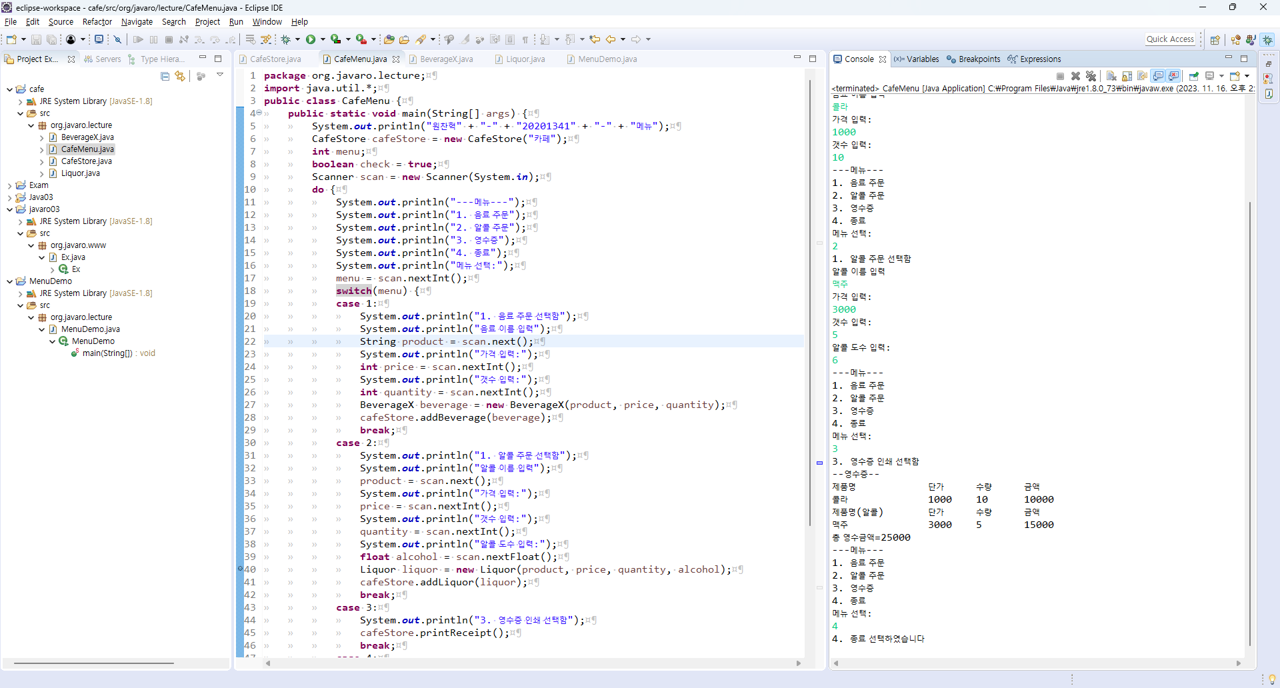 eclipse-workspace - cafe/src/org/javaro/lecture/CafeMenu.java - Eclipse IDE
File Edit Outline Source Refactor Navigate Search Project Run Window Help
Quick Access
Project Ex... Servers Type Hiera...
cafe
JRE System Library [JavaSE-1.8]
src
org.javaro.lecture
BeverageX.java
CafeMenu.java
CafeStore.java
Liquor.java
Exam
Java03
javaro03
JRE System Library [JavaSE-1.8]
src
org.javaro.www
Ex.java
Ex
MenuDemo
JRE System Library [JavaSE-1.8]
src
org.javaro.lecture
MenuDemo.java
MenuDemo
main(String[]) : void
CafeStore.java CafeMenu.java BeverageX.java Liquor.java MenuDemo.java
1 package org.javaro.lecture;
2 import java.util.*;
3 public class CafeMenu {
4 public static void main(String[] args) {
5 System.out.println("원찬혁" + "-" + "20201341" + "-" + "메뉴");
6 CafeStore cafeStore = new CafeStore("카페");
7 int menu;
8 boolean check = true;
9 Scanner scan = new Scanner(System.in);
10 do {
11 System.out.println("---메뉴---");
12 System.out.println("1. 음료 주문");
13 System.out.println("2. 알콜 주문");
14 System.out.println("3. 영수증");
15 System.out.println("4. 종료");
16 System.out.println("메뉴 선택:");
17 menu = scan.nextInt();
18 switch(menu) {
19 case 1:
20 System.out.println("1. 음료 주문 선택함");
21 System.out.println("음료 이름 입력");
22 String product = scan.next();
23 System.out.println("가격 입력:");
24 int price = scan.nextInt();
25 System.out.println("갯수 입력:");
26 int quantity = scan.nextInt();
27 BeverageX beverage = new BeverageX(product, price, quantity);
28 cafeStore.addBeverage(beverage);
29 break;
30 case 2:
31 System.out.println("1. 알콜 주문 선택함");
32 System.out.println("알콜 이름 입력");
33 product = scan.next();
34 System.out.println("가격 입력:");
35 price = scan.nextInt();
36 System.out.println("갯수 입력:");
37 quantity = scan.nextInt();
38 System.out.println("알콜 도수 입력:");
39 float alcohol = scan.nextFloat();
40 Liquor liquor = new Liquor(product, price, quantity, alcohol);
41 cafeStore.addLiquor(liquor);
42 break;
43 case 3:
44 System.out.println("3. 영수증 인쇄 선택함");
45 cafeStore.printReceipt();
46 break;
Console Variables Breakpoints Expressions
<terminated> CafeMenu [Java Application] C:₩Program Files₩Java₩jre1.8.0_73₩bin₩javaw.exe (2023. 11. 16. 오후 2:
콜라
가격 입력:
1000
갯수 입력:
10
---메뉴---
1. 음료 주문
2. 알콜 주문
3. 영수증
4. 종료
메뉴 선택:
2
1. 알콜 주문 선택함
알콜 이름 입력
맥주
가격 입력:
3000
갯수 입력:
5
알콜 도수 입력:
6
---메뉴---
1. 음료 주문
2. 알콜 주문
3. 영수증
4. 종료
메뉴 선택:
3
3. 영수증 인쇄 선택함
--영수증--
제품명 단가 수량 금액
콜라 1000 10 10000
제품명(알콜) 단가 수량 금액
맥주 3000 5 15000
총 영수금액=25000
---메뉴---
1. 음료 주문
2. 알콜 주문
3. 영수증
4. 종료
메뉴 선택:
4
4. 종료 선택하였습니다